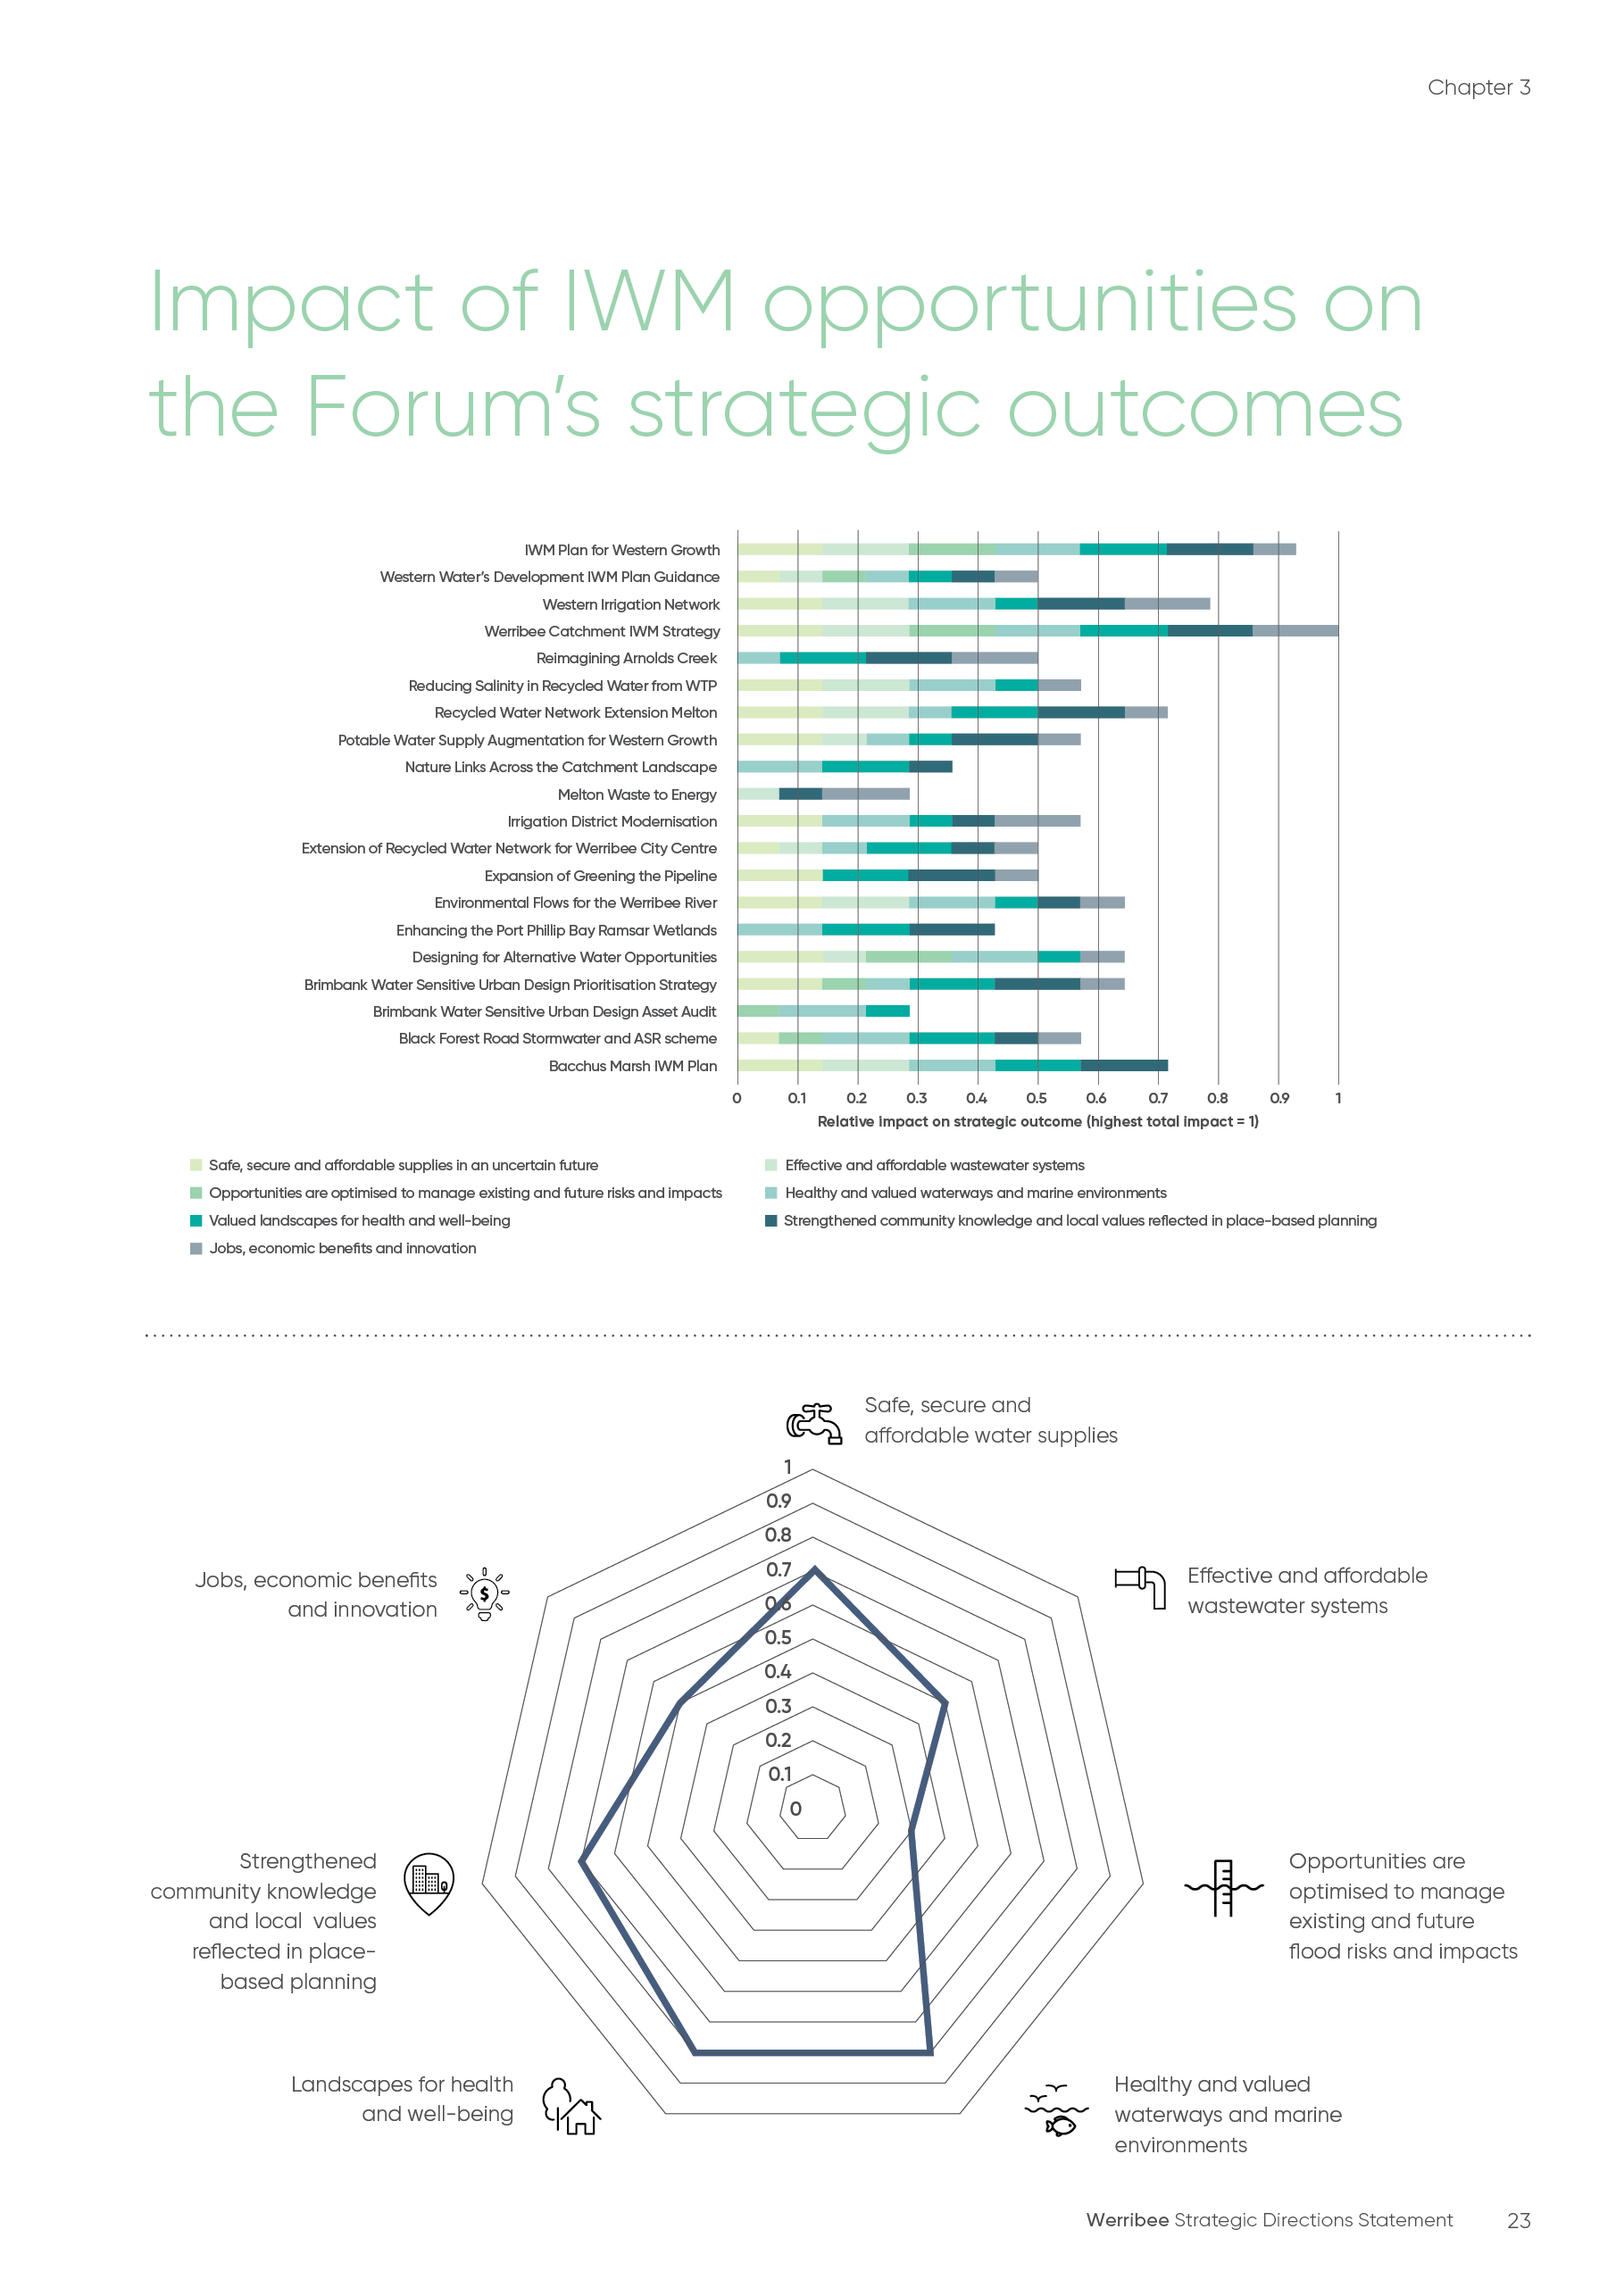 Chapter 3
Impact of IWM opportunities on
the Forum’s strategic outcomes
IWM Plan for Western Growth
Western Water’s Development IWM Plan Guidance
Western Irrigation Network
Werribee Catchment IWM Strategy
Reimagining Arnolds Creek
Reducing Salinity in Recycled Water from WTP
Recycled Water Network Extension Melton
Potable Water Supply Augmentation for Western Growth
Nature Links Across the Catchment Landscape
Melton Waste to Energy
Irrigation District Modernisation
Extension of Recycled Water Network for Werribee City Centre
Expansion of Greening the Pipeline
Environmental Flows for the Werribee River
Enhancing the Port Phillip Bay Ramsar Wetlands
Designing for Alternative Water Opportunities
Brimbank Water Sensitive Urban Design Prioritisation Strategy
Brimbank Water Sensitive Urban Design Asset Audit
Black Forest Road Stormwater and ASR scheme
Bacchus Marsh IWM Plan
0 0.1 0.2 0.3 0.4 0.5 0.6 0.7 0.8 0.9 1
Relative impact on strategic outcome (highest total impact = 1)
Safe, secure and affordable supplies in an uncertain future
Effective and affordable wastewater systems
Opportunities are optimised to manage existing and future risks and impacts
Healthy and valued waterways and marine environments
Valued landscapes for health and well-being
Strengthened community knowledge and local values reflected in place-based planning
Jobs, economic benefits and innovation
Safe, secure and
affordable water supplies
1
0.9
0.8
0.7
0.6
0.5
0.4
0.3
0.2
0.1
0
Jobs, economic benefits
and innovation
$
Effective and affordable
wastewater systems
Strengthened
community knowledge
and local values
reflected in place-
based planning
Opportunities are
optimised to manage
existing and future
flood risks and impacts
Landscapes for health
and well-being
Healthy and valued
waterways and marine
environments
Werribee Strategic Directions Statement 23